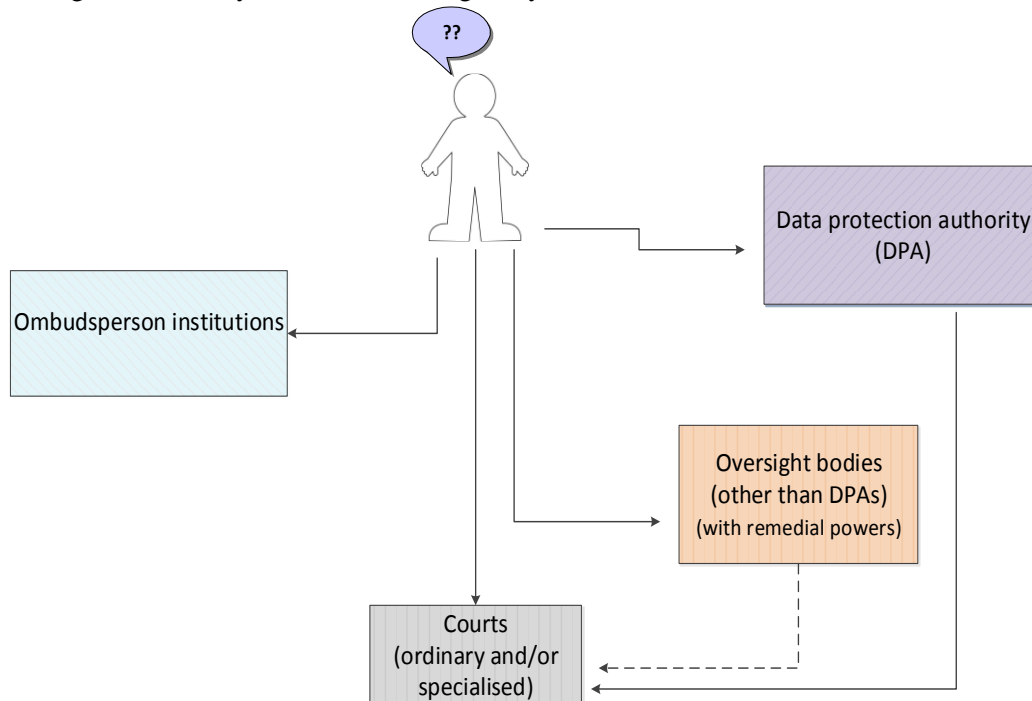 ??
Data protection authority
(DPA)
Ombudsperson institutions
Oversight bodies
(other than DPAs)
(with remedial powers)
Courts
(ordinary and/or
specialised)